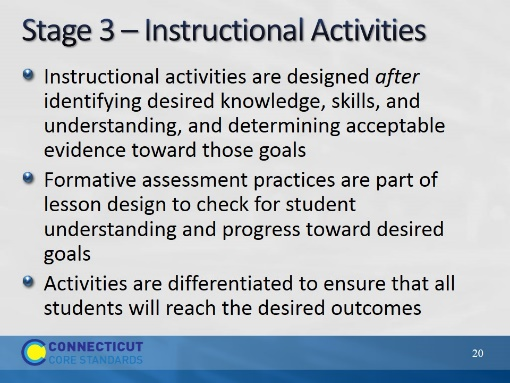 Stage 3 – Instructional Activities
Instructional activities are designed after
identifying desired knowledge, skills, and
understanding, and determining acceptable
evidence toward those goals
Formative assessment practices are part of
lesson design to check for student
understanding and progress toward desired
goals
Activities are differentiated to ensure that all
students will reach the desired outcomes
CONNECTICUT
CORE STANDARDS
20